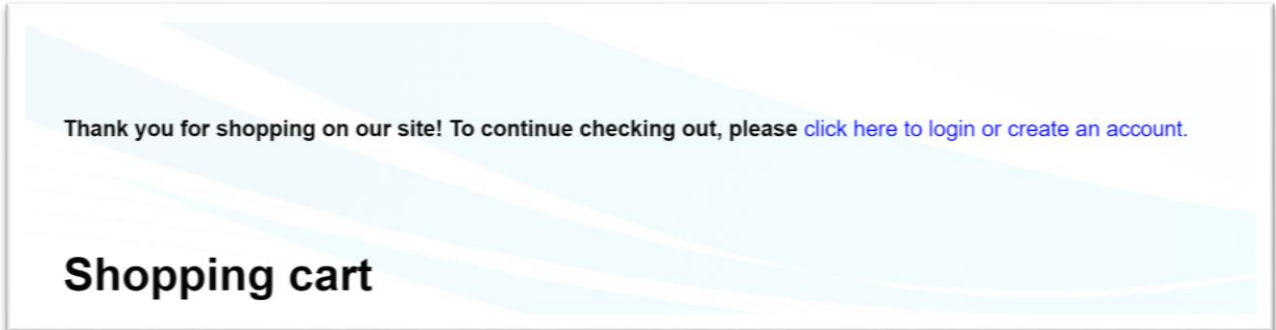 Thank you for shopping on our site! To continue checking out, please click here to login or create an account.
Shopping cart